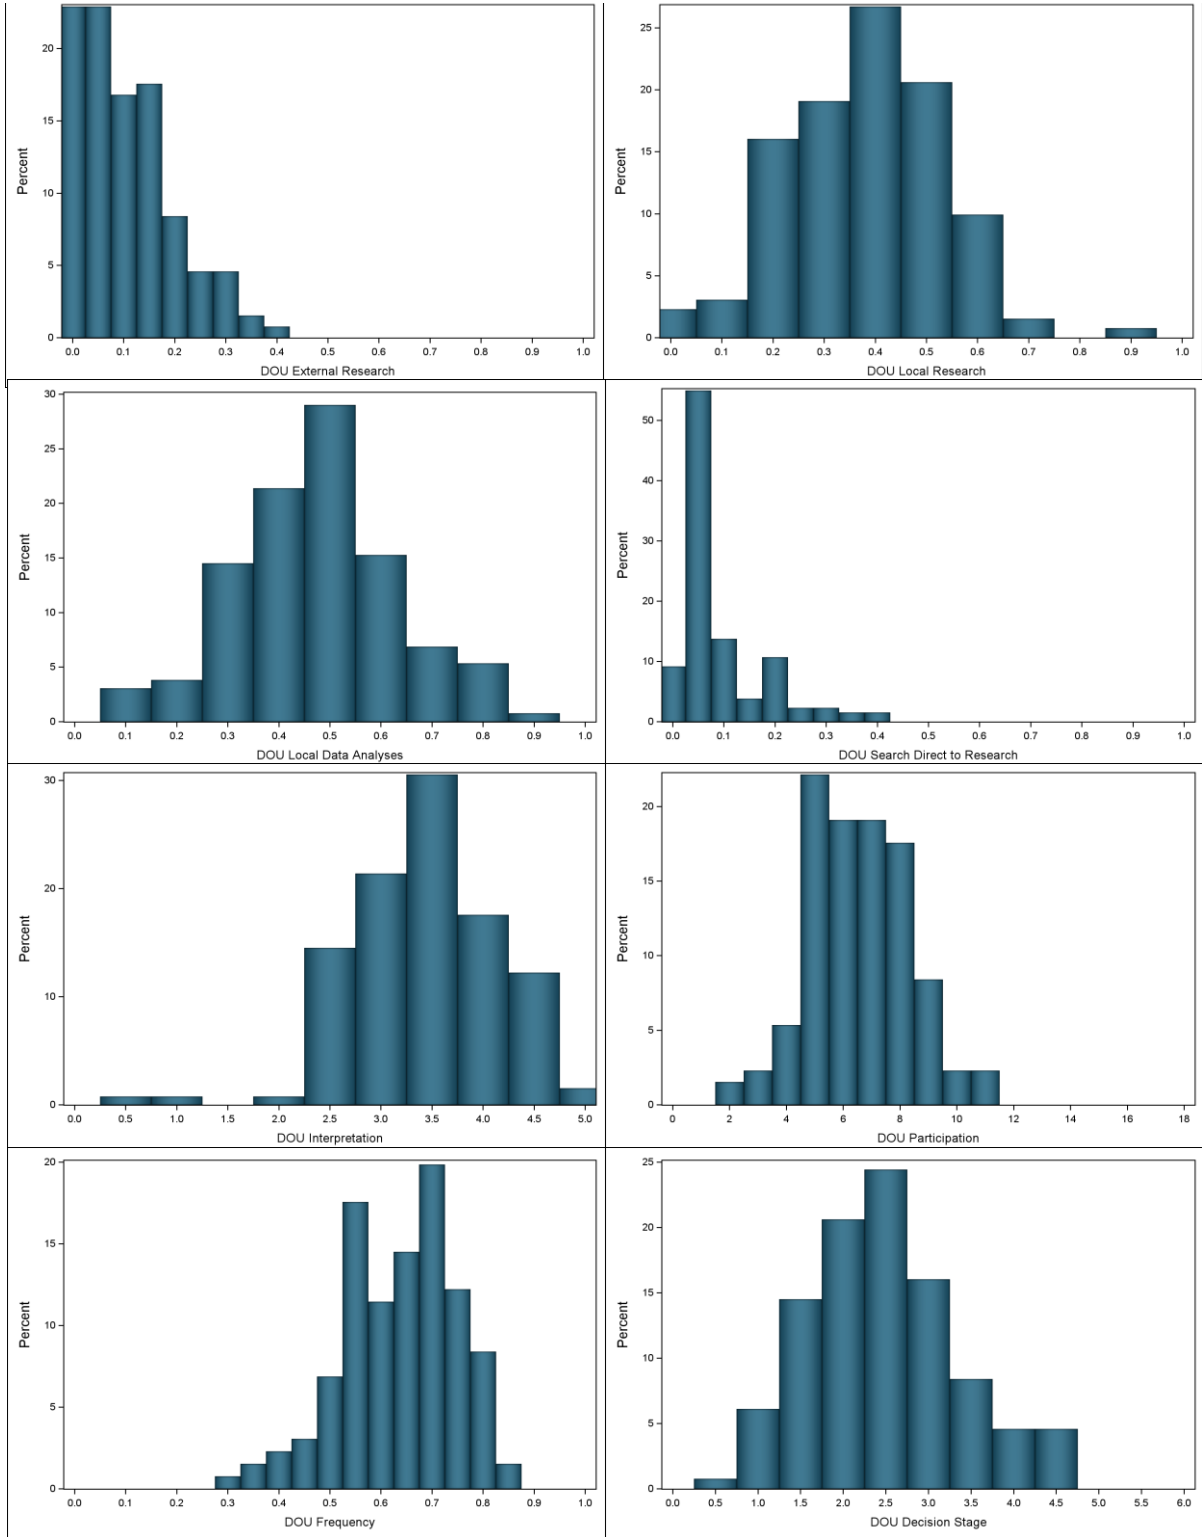 Percent
20
15
10
5
0
0.0 0.1 0.2 0.3 0.4 0.5 0.6 0.7 0.8 0.9 1.0
DOU External Research
Percent
25
20
15
10
5
0
0.0 0.1 0.2 0.3 0.4 0.5 0.6 0.7 0.8 0.9 1.0
DOU Local Research
Percent
30
25
20
15
10
5
0
0.0 0.1 0.2 0.3 0.4 0.5 0.6 0.7 0.8 0.9 1.0
DOU Local Data Analyses
Percent
50
40
30
20
10
0
0.0 0.1 0.2 0.3 0.4 0.5 0.6 0.7 0.8 0.9 1.0
DOU Search Direct to Research
Percent
30
20
10
0
0.0 0.5 1.0 1.5 2.0 2.5 3.0 3.5 4.0 4.5 5.0
DOU Interpretation
Percent
20
15
10
5
0
0 2 4 6 8 10 12 14 16 18
DOU Participation
Percent
20
15
10
5
0
0.0 0.1 0.2 0.3 0.4 0.5 0.6 0.7 0.8 0.9 1.0
DOU Frequency
Percent
25
20
15
10
5
0
0.0 0.5 1.0 1.5 2.0 2.5 3.0 3.5 4.0 4.5 5.0 5.5 6.0
DOU Decision Stage